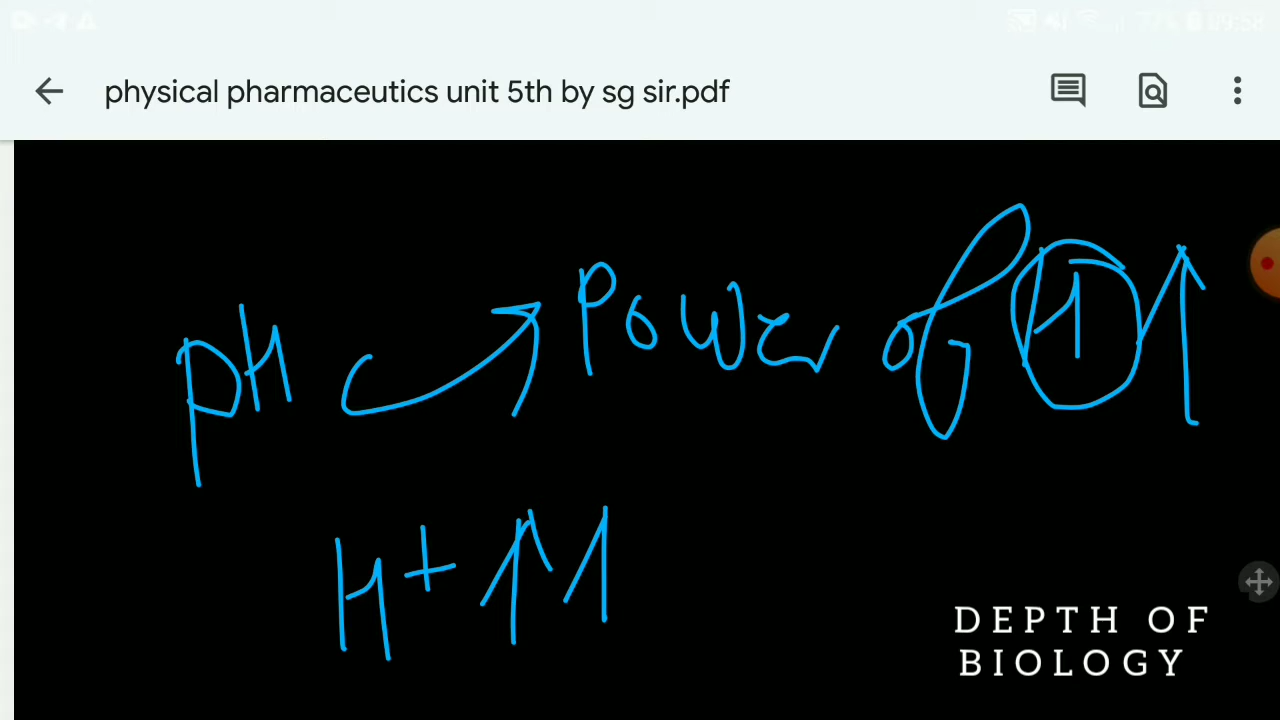 physical pharmaceutics unit 5th by sg sir.pdf
pH Power of H ↑
H+ ↑
DEPTH OF
BIOLOGY